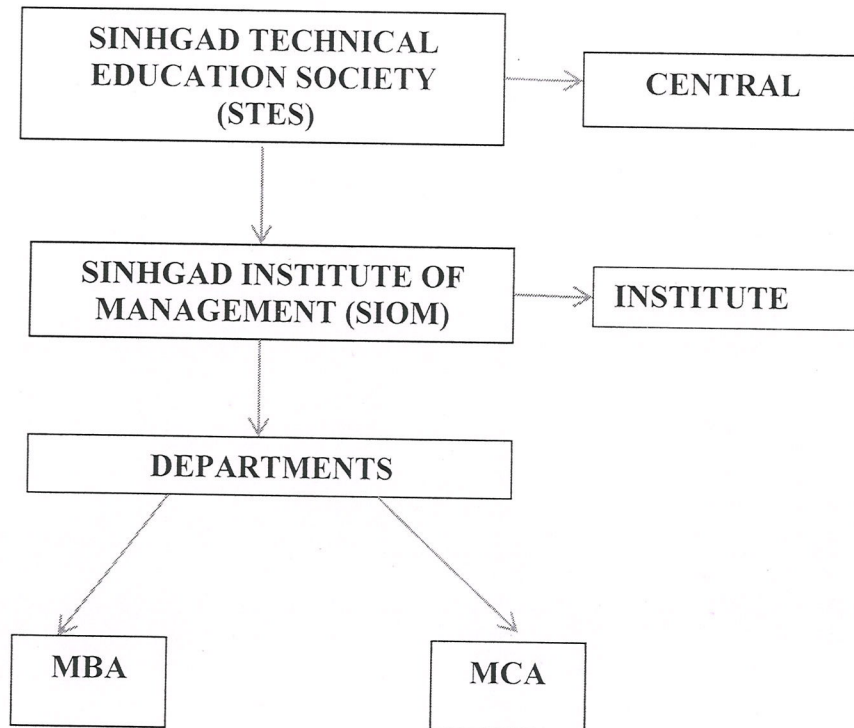 SINHGAD TECHNICAL
EDUCATION SOCIETY
(STES)
CENTRAL
SINHGAD INSTITUTE OF
MANAGEMENT (SIOM)
INSTITUTE
DEPARTMENTS
MBA
MCA